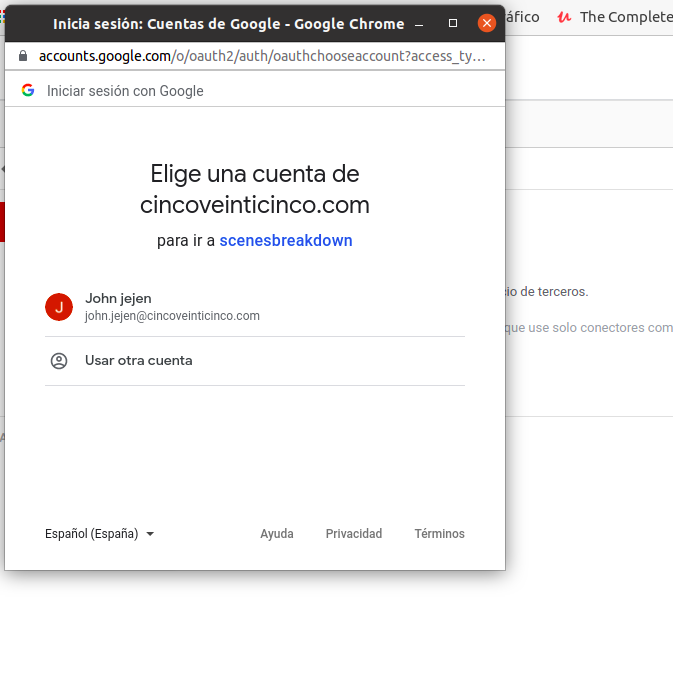 Inicia sesión: Cuentas de Google - Google Chrome
áfico
The Complete
accounts.google.com/o/oauth2/auth/oauthchooseaccount?access_ty...
Iniciar sesión con Google
Elige una cuenta de
cincoveinticinco.com
para ir a scenesbreakdown
cio de terceros.
J
John jejen
john.jejen@cincoveinticinco.com
que use solo conectores com
Usar otra cuenta
Español (España)
Ayuda
Privacidad
Términos